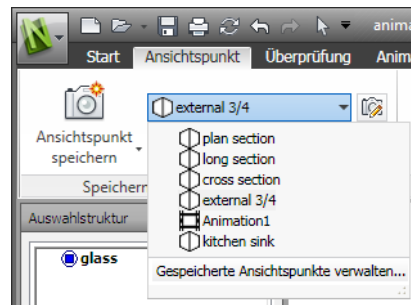 anima
Start Ansichtspunkt Überprüfung Anim
external 3/4
Ansichtspunkt
speichern
plan section
long section
cross section
external 3/4
Animation1
kitchen sink
Speicher
Gespeicherte Ansichtspunkte verwalten...
Auswahlstruktur
glass